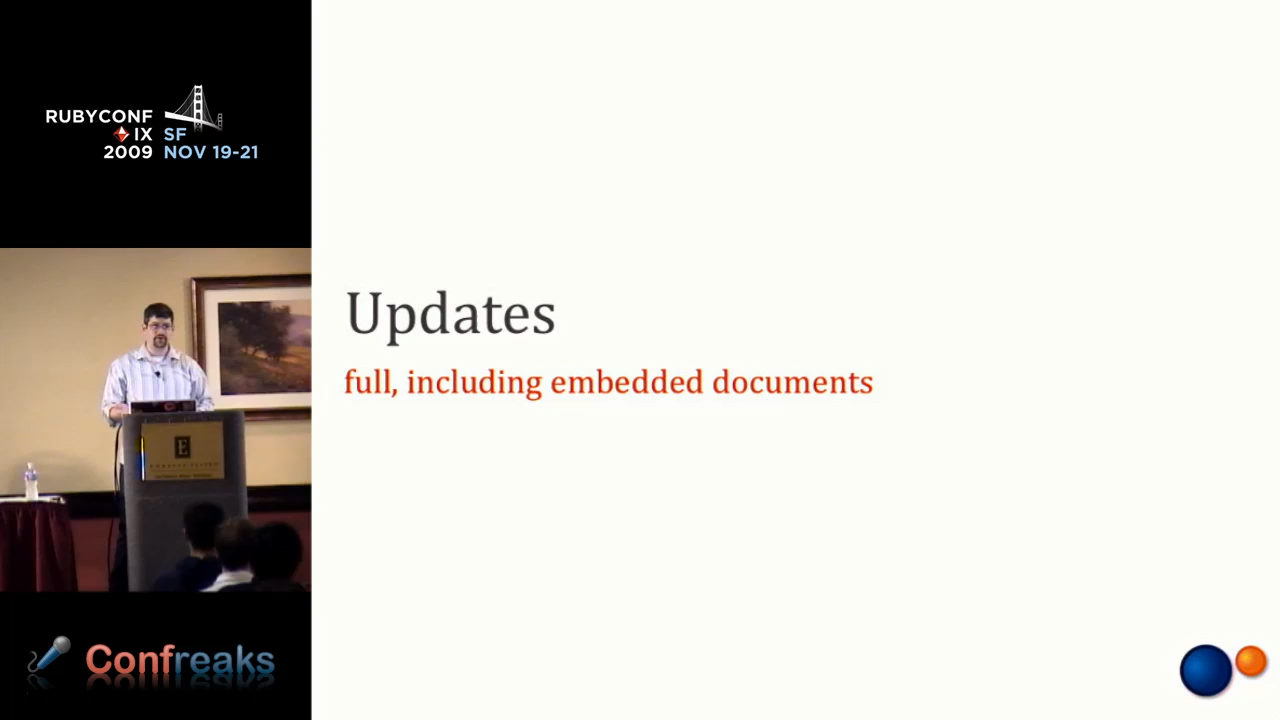 RUBYCONF
IX SF
2009 NOV 19-21
Updates
full, including embedded documents
E
Confreaks